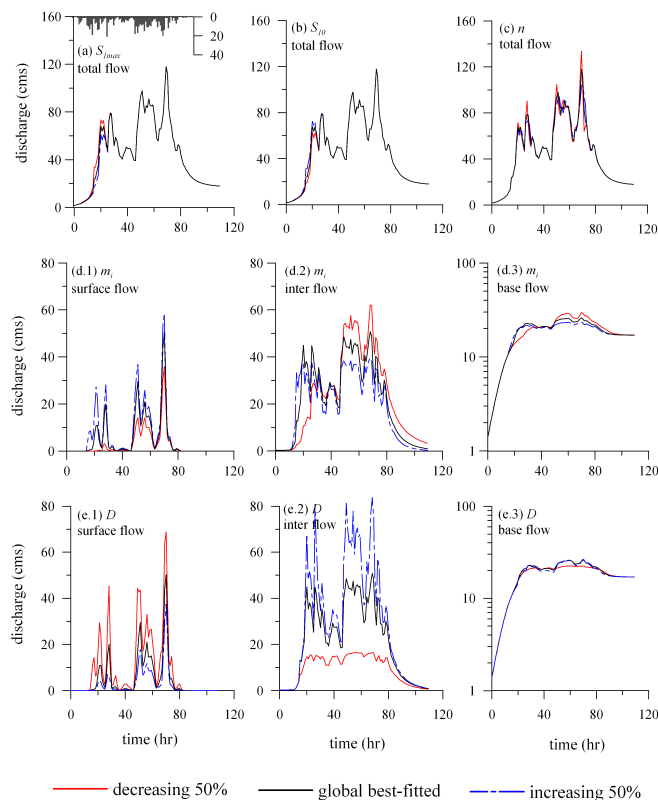 160
120
80
40
0
discharge (cms)
(a) S1max
total flow
0
20
40
0 40 80 120
160
120
80
40
0
(b) S10
total flow
0 40 80 120
160
120
80
40
0
(c) n
total flow
0 40 80 120
80
60
40
20
0
discharge (cms)
(d.1) mi
surface flow
0 40 80 120
80
60
40
20
0
(d.2) mi
inter flow
0 40 80 120
100
10
1
(d.3) mi
base flow
0 40 80 120
80
60
40
20
0
discharge (cms)
(e.1) D
surface flow
0 40 80 120
time (hr)
80
60
40
20
0
(e.2) D
inter flow
0 40 80 120
time (hr)
100
10
1
(e.3) D
base flow
0 40 80 120
time (hr)
decreasing 50% global best-fitted increasing 50%